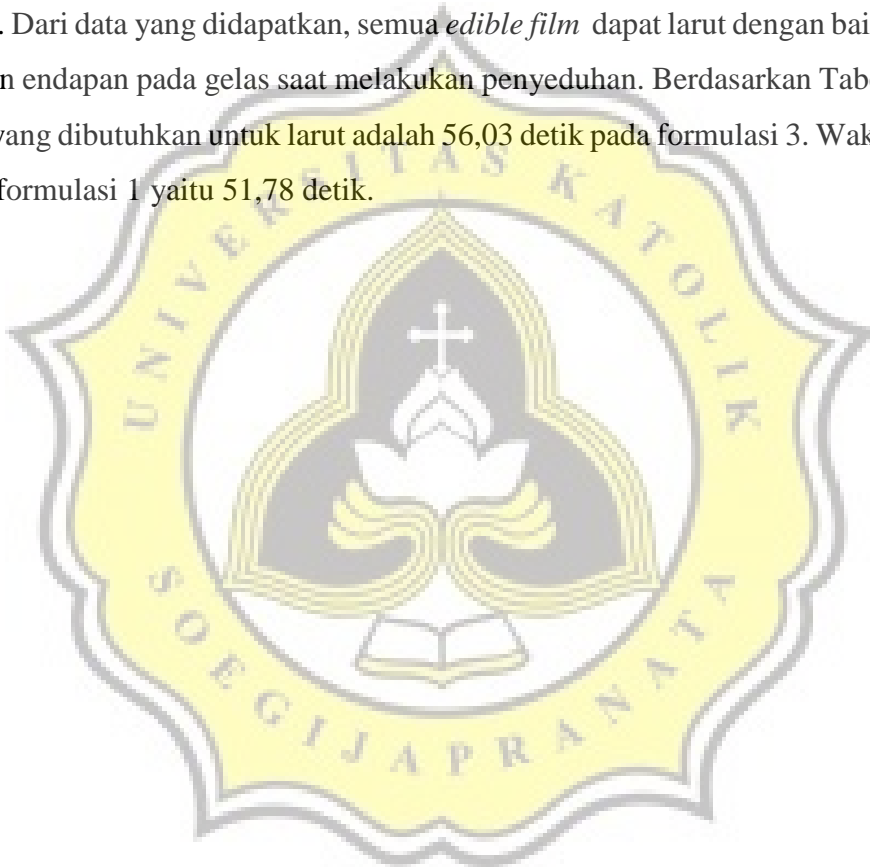 . Dari data yang didapatkan, semua edible film dapat larut dengan bai
n endapan pada gelas saat melakukan penyeduhan. Berdasarkan Tab
yang dibutuhkan untuk larut adalah 56,03 detik pada formulasi 3. Wak
formulasi 1 yaitu 51,78 detik.
UNIVERSITAS KATOLIK
SOEGIJAPRANATA